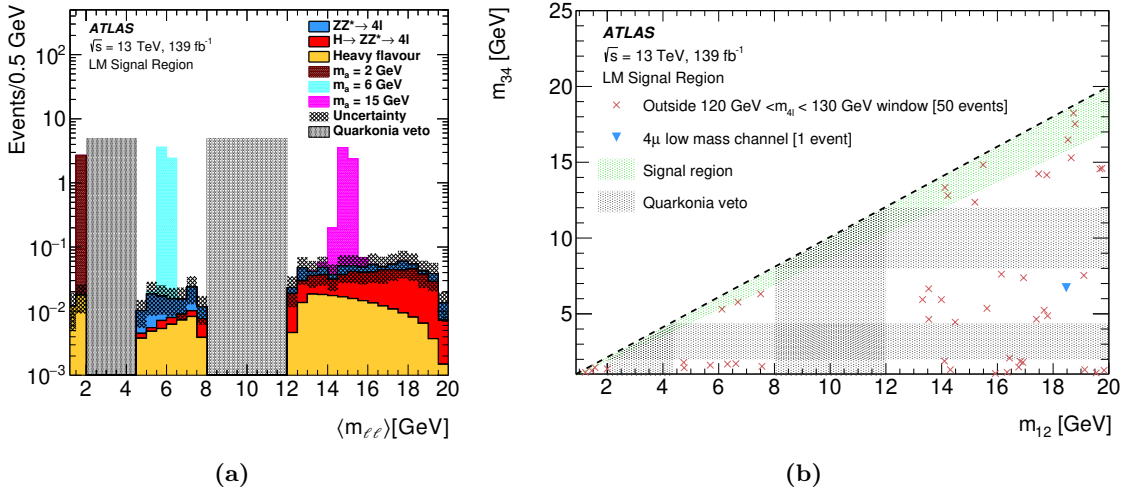 ATLAS
√s = 13 TeV, 139 fb⁻¹
LM Signal Region
ZZ*→ 4l
H→ ZZ*→ 4l
Heavy flavour
mₐ = 2 GeV
mₐ = 6 GeV
mₐ = 15 GeV
Uncertainty
Quarkonia veto
Events/0.5 GeV
10²
10
1
10⁻¹
10⁻²
10⁻³
2 4 6 8 10 12 14 16 18 20
⟨m_ℓℓ⟩[GeV]
(a)
ATLAS
√s = 13 TeV, 139 fb⁻¹
LM Signal Region
Outside 120 GeV <m₄ₗ < 130 GeV window [50 events]
4μ low mass channel [1 event]
Signal region
Quarkonia veto
m₃₄ [GeV]
25
20
15
10
5
2 4 6 8 10 12 14 16 18 20
m₁₂ [GeV]
(b)